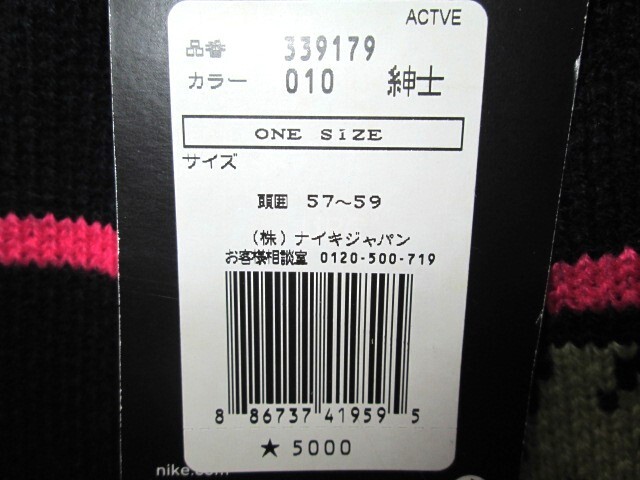 ACTVE
品番 339179
カラー 010 紳士
ONE SIZE
サイズ
頭囲 57～59
(株)ナイキジャパン
お客様相談室 0120-500-719
8 86737 41959 5
★ 5000
nike.com